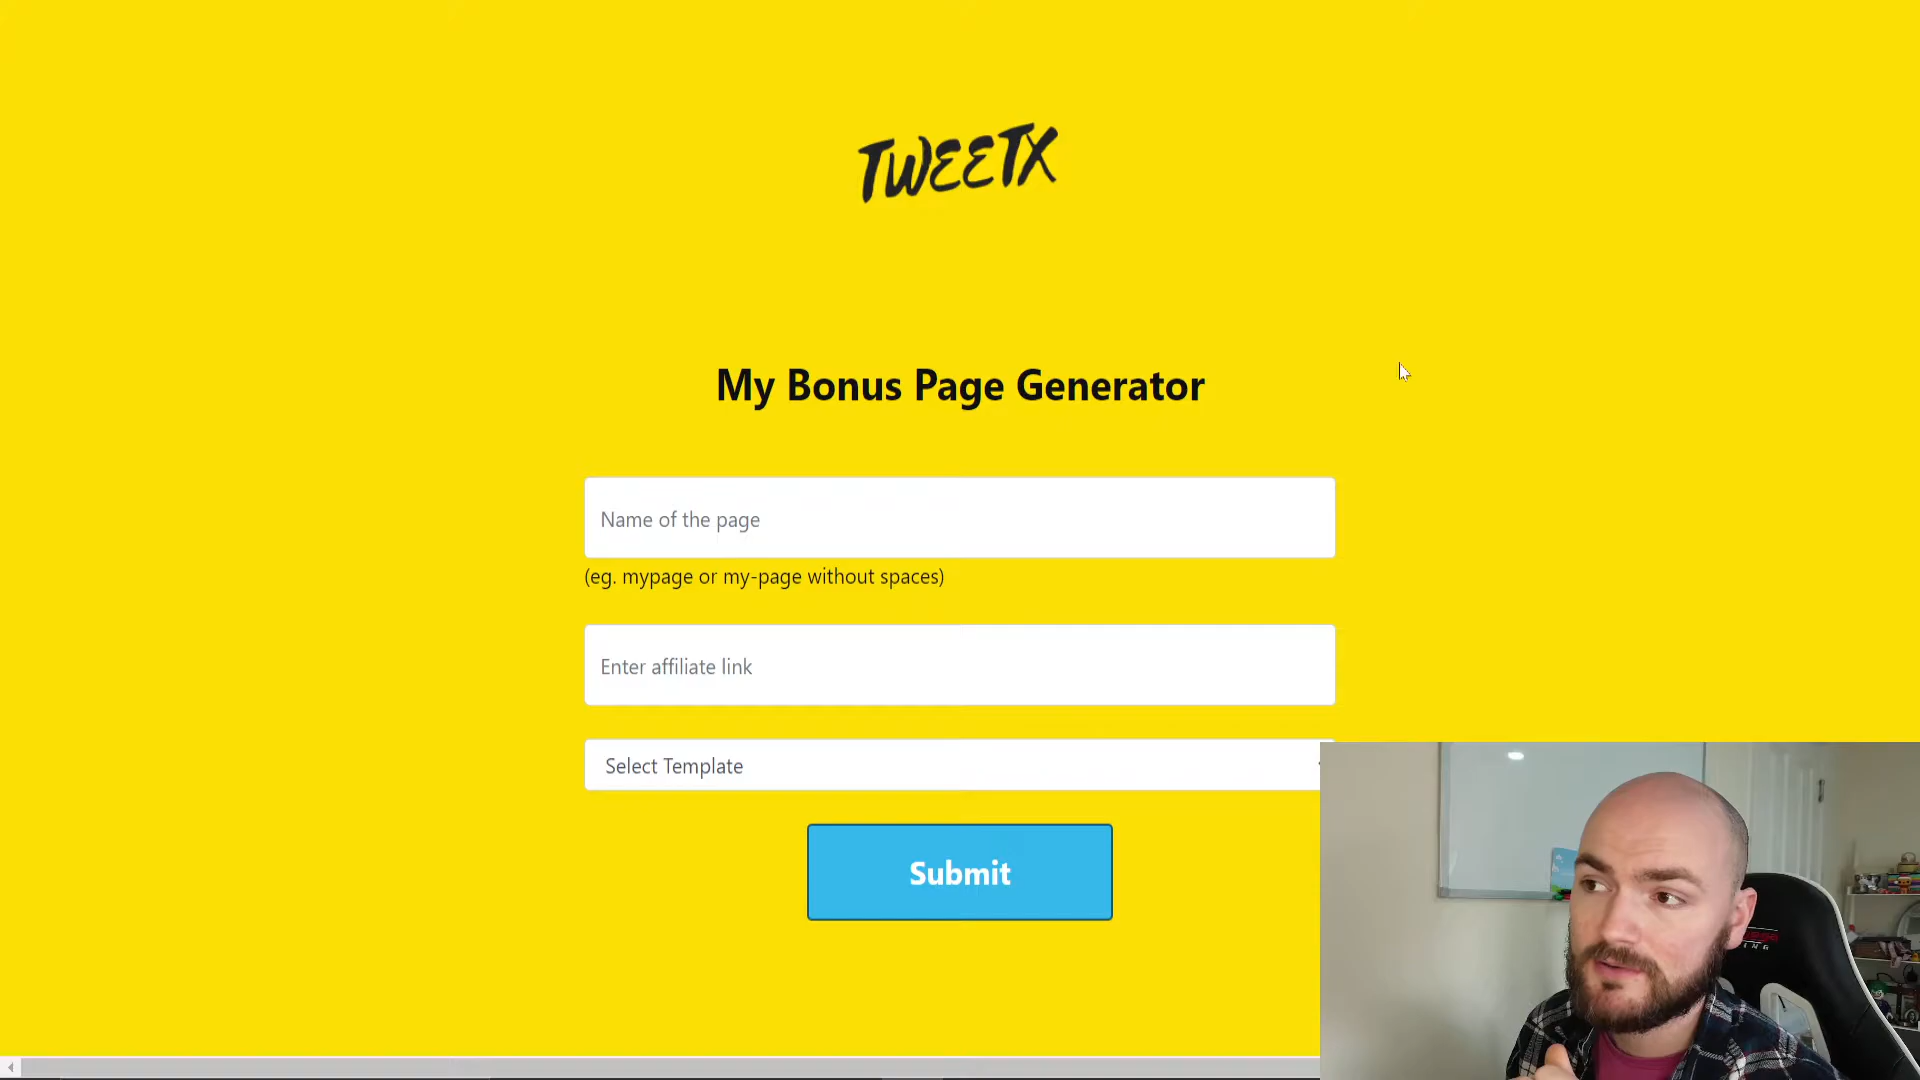 TWEETX
My Bonus Page Generator
Name of the page
(eg. mypage or my-page without spaces)
Enter affiliate link
Select Template
Submit